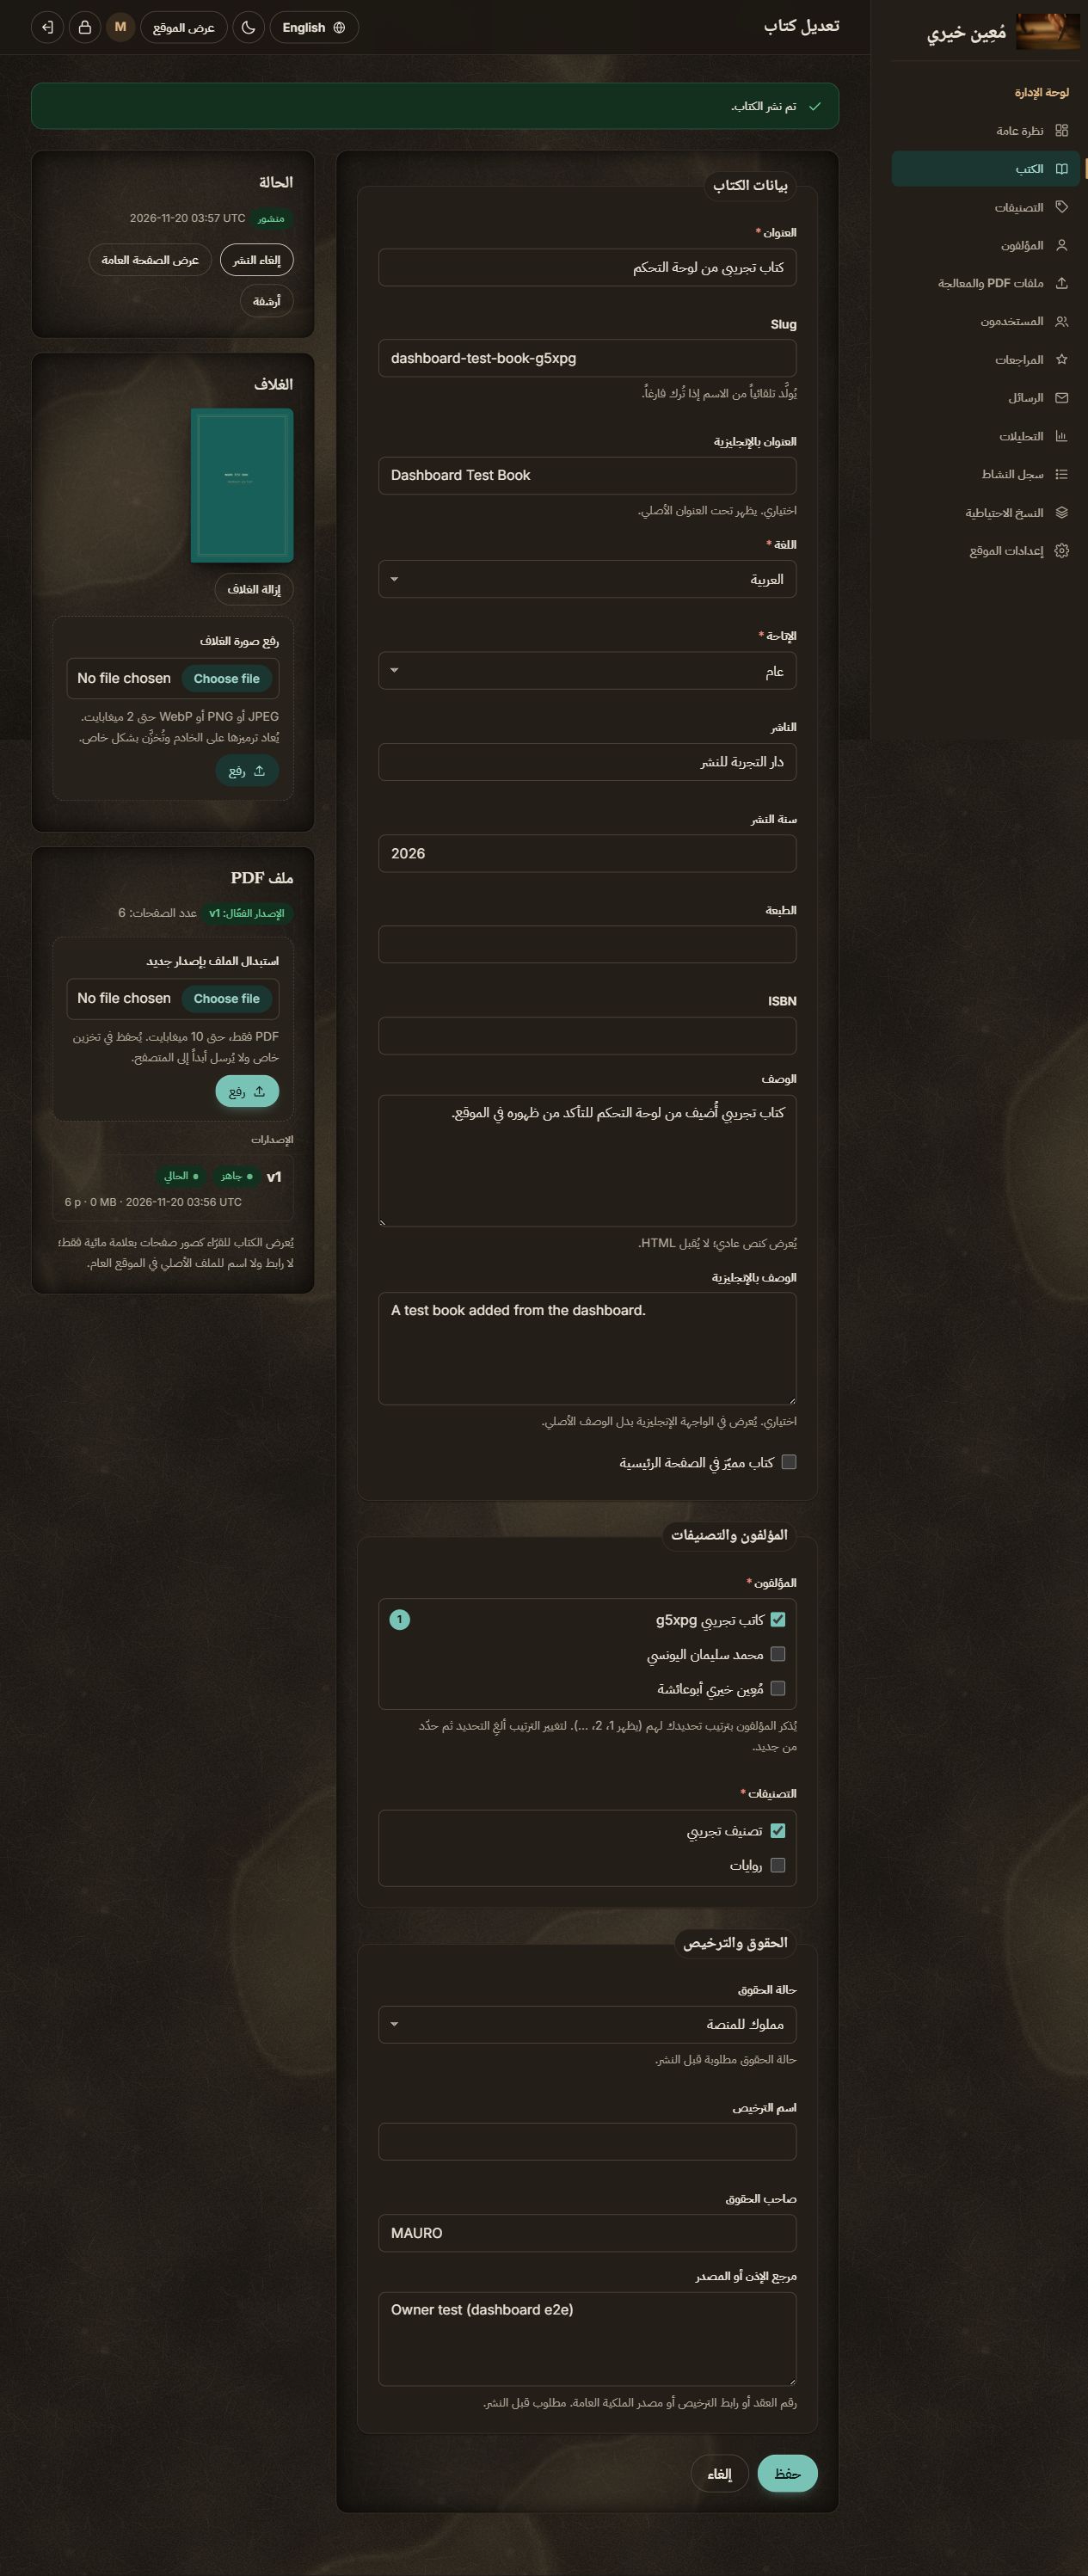 مُعِين خيري
لوحة الإدارة
نظرة عامة
الكتب
التصنيفات
المؤلفون
ملفات PDF والمعالجة
المستخدمون
المراجعات
الرسائل
التحليلات
سجل النشاط
النسخ الاحتياطية
إعدادات الموقع
تعديل كتاب
English
عرض الموقع
M
تم نشر الكتاب.
بيانات الكتاب
العنوان *
كتاب تجريبي من لوحة التحكم
Slug
dashboard-test-book-g5xpg
يُولَّد تلقائياً من الاسم إذا تُرك فارغاً.
العنوان بالإنجليزية
Dashboard Test Book
اختياري. يظهر تحت العنوان الأصلي.
اللغة *
العربية
الإتاحة *
عام
الناشر
دار التجربة للنشر
سنة النشر
2026
الطبعة
ISBN
الوصف
كتاب تجريبي أُضيف من لوحة التحكم للتأكد من ظهوره في الموقع.
يُعرض كنص عادي؛ لا يُقبل HTML.
الوصف بالإنجليزية
A test book added from the dashboard.
اختياري. يُعرض في الواجهة الإنجليزية بدل الوصف الأصلي.
كتاب مميّز في الصفحة الرئيسية
المؤلفون والتصنيفات
المؤلفون *
كاتب تجريبي g5xpg
1
محمد سليمان اليونسي
مُعِين خيري أبوعائشة
يُذكر المؤلفون بترتيب تحديدك لهم (يظهر 1، 2، ...). لتغيير الترتيب ألغِ التحديد ثم حدّد
من جديد.
التصنيفات *
تصنيف تجريبي
روايات
الحقوق والترخيص
حالة الحقوق
مملوك للمنصة
حالة الحقوق مطلوبة قبل النشر.
اسم الترخيص
صاحب الحقوق
MAURO
مرجع الإذن أو المصدر
Owner test (dashboard e2e)
رقم العقد أو رابط الترخيص أو مصدر الملكية العامة. مطلوب قبل النشر.
حفظ
إلغاء
الحالة
منشور 2026-11-20 03:57 UTC
إلغاء النشر
عرض الصفحة العامة
أرشفة
الغلاف
إزالة الغلاف
رفع صورة الغلاف
Choose file No file chosen
JPEG أو PNG أو WebP حتى 2 ميغابايت.
يُعاد ترميزها على الخادم وتُخزَّن بشكل خاص.
رفع
ملف PDF
الإصدار الفعّال: v1 عدد الصفحات: 6
استبدال الملف بإصدار جديد
Choose file No file chosen
PDF فقط، حتى 10 ميغابايت. يُحفظ في تخزين
خاص ولا يُرسل أبداً إلى المتصفح.
رفع
الإصدارات
v1 جاهز الحالي
6 p · 0 MB · 2026-11-20 03:56 UTC
يُعرض الكتاب للقرّاء كصور صفحات بعلامة مائية فقط؛
لا رابط ولا اسم للملف الأصلي في الموقع العام.